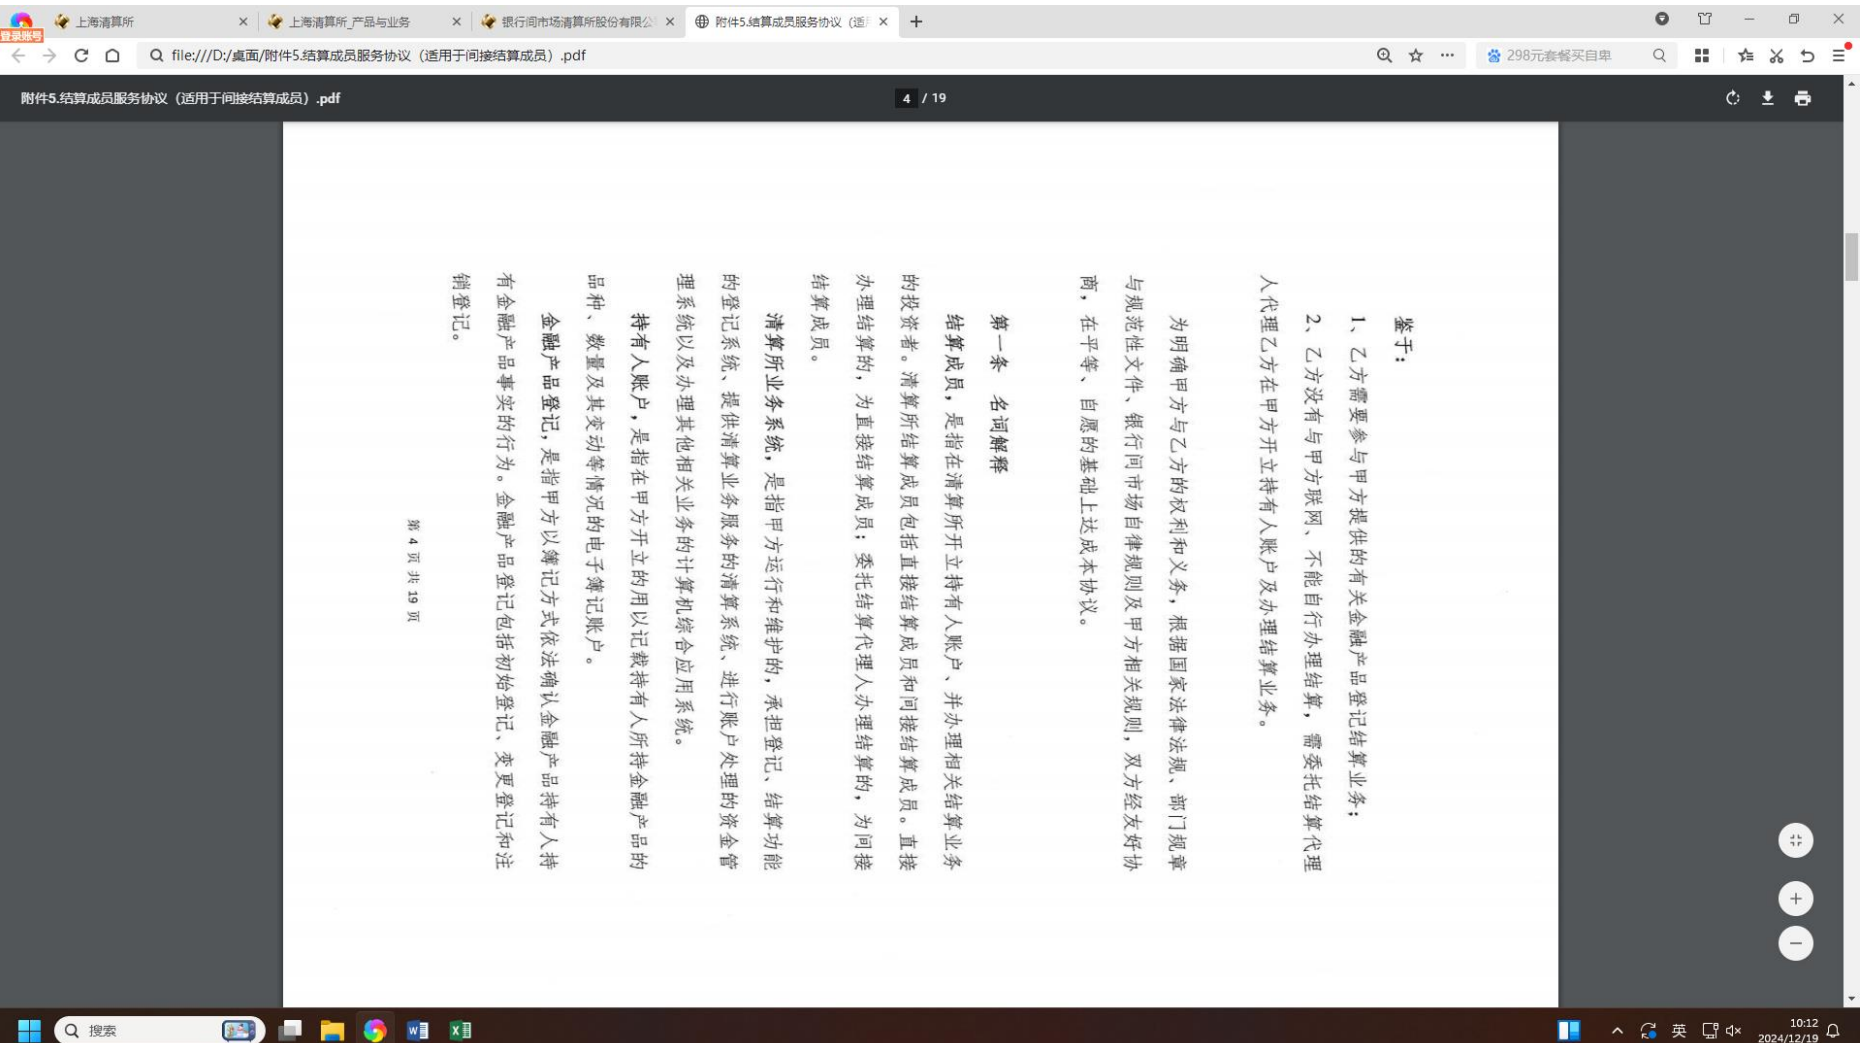 上海清算所
上海清算所_产品与业务
银行间市场清算所股份有限公
附件5.结算成员服务协议（适
登录账号
file:///D:/桌面/附件5.结算成员服务协议（适用于间接结算成员）.pdf
298元套餐买自卑
附件5.结算成员服务协议（适用于间接结算成员）.pdf
4 / 19
鉴于：
1、乙方需要参与甲方提供的有关金融产品登记结算业务；
2、乙方没有与甲方联网、不能自行办理结算，需委托结算代理
人代理乙方在甲方开立持有人账户及办理结算业务。
为明确甲方与乙方的权利和义务，根据国家法律法规、部门规章
与规范性文件、银行间市场自律规则及甲方相关规则，双方经友好协
商，在平等、自愿的基础上达成本协议。
第一条 名词解释
结算成员，是指在清算所开立持有人账户、并办理相关结算业务
的投资者。清算所结算成员包括直接结算成员和间接结算成员。直接
办理结算的，为直接结算成员；委托结算代理人办理结算的，为间接
结算成员。
清算所业务系统，是指甲方运行和维护的，承担登记、结算功能
的登记系统、提供清算业务服务的清算系统、进行账户处理的资金管
理系统以及办理其他相关业务的计算机综合应用系统。
持有人账户，是指在甲方开立的用以记载持有人所持金融产品的
品种、数量及其变动等情况的电子簿记账户。
金融产品登记，是指甲方以簿记方式依法确认金融产品持有人持
有金融产品事实的行为。金融产品登记包括初始登记、变更登记和注
销登记。
第 4 页 共 19 页
搜索
英
10:12
2024/12/19